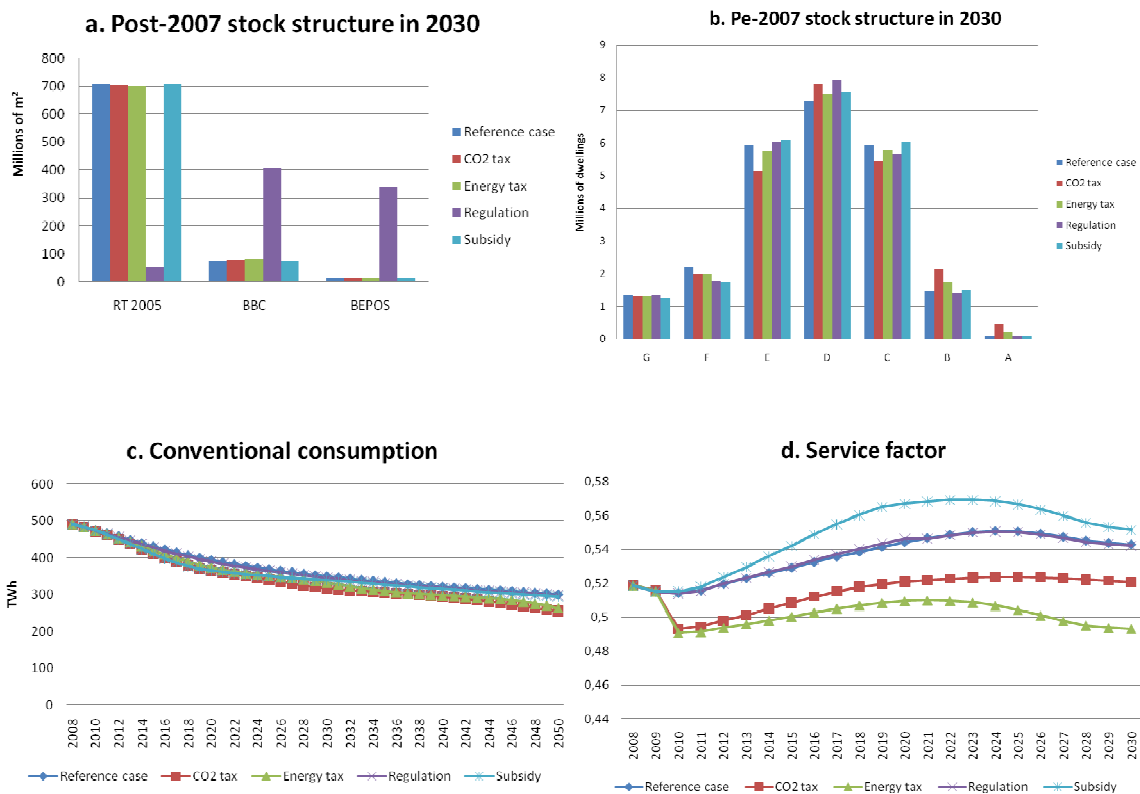 a. Post-2007 stock structure in 2030
Millions of m²
800
700
600
500
400
300
200
100
0
RT 2005 BBC BEPOS
Reference case
CO2 tax
Energy tax
Regulation
Subsidy
b. Pe-2007 stock structure in 2030
Millions of dwellings
9
8
7
6
5
4
3
2
1
0
G F E D C B A
Reference case
CO2 tax
Energy tax
Regulation
Subsidy
c. Conventional consumption
TWh
600
500
400
300
200
100
0
2008 2010 2012 2014 2016 2018 2020 2022 2024 2026 2028 2030 2032 2034 2036 2038 2040 2042 2044 2046 2048 2050
Reference case CO2 tax Energy tax Regulation Subsidy
d. Service factor
0,58
0,56
0,54
0,52
0,5
0,48
0,46
0,44
2008 2009 2010 2011 2012 2013 2014 2015 2016 2017 2018 2019 2020 2021 2022 2023 2024 2025 2026 2027 2028 2029 2030
Reference case CO2 tax Energy tax Regulation Subsidy